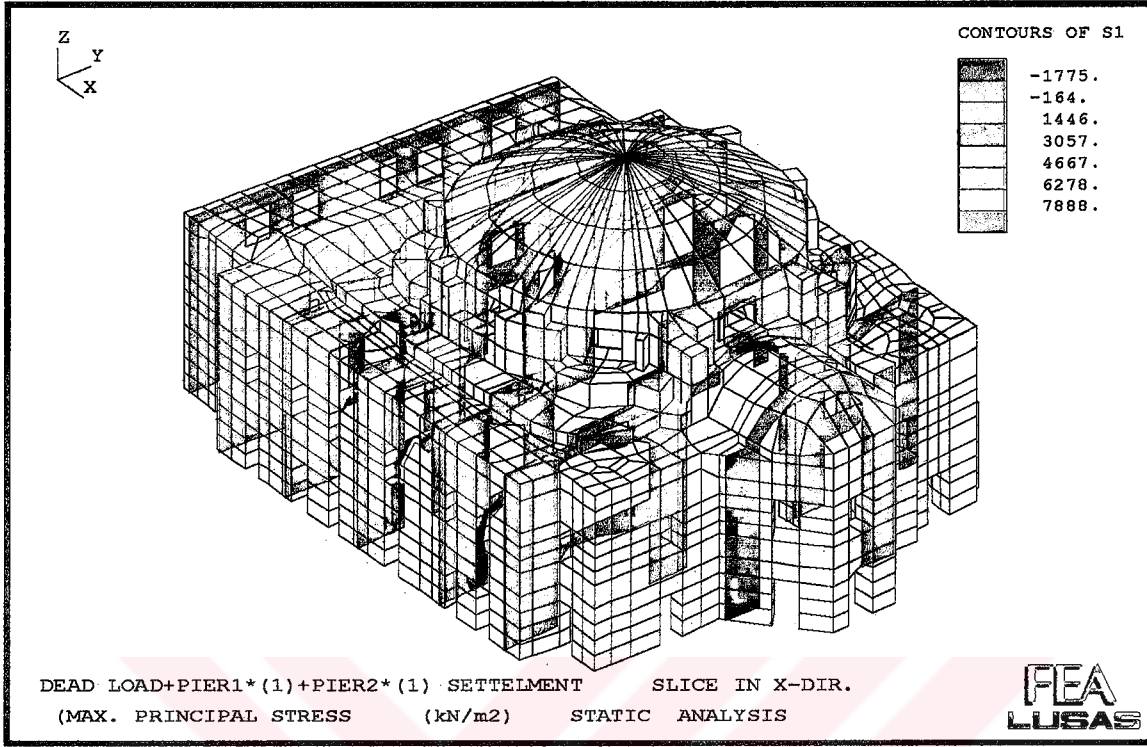 Z
Y
X
CONTOURS OF S1
-1775.
-164.
1446.
3057.
4667.
6278.
7888.
DEAD LOAD+PIER1*(1)+PIER2*(1) SETTELMENT SLICE IN X-DIR.
(MAX. PRINCIPAL STRESS (kN/m2) STATIC ANALYSIS
FEA
LUSAS